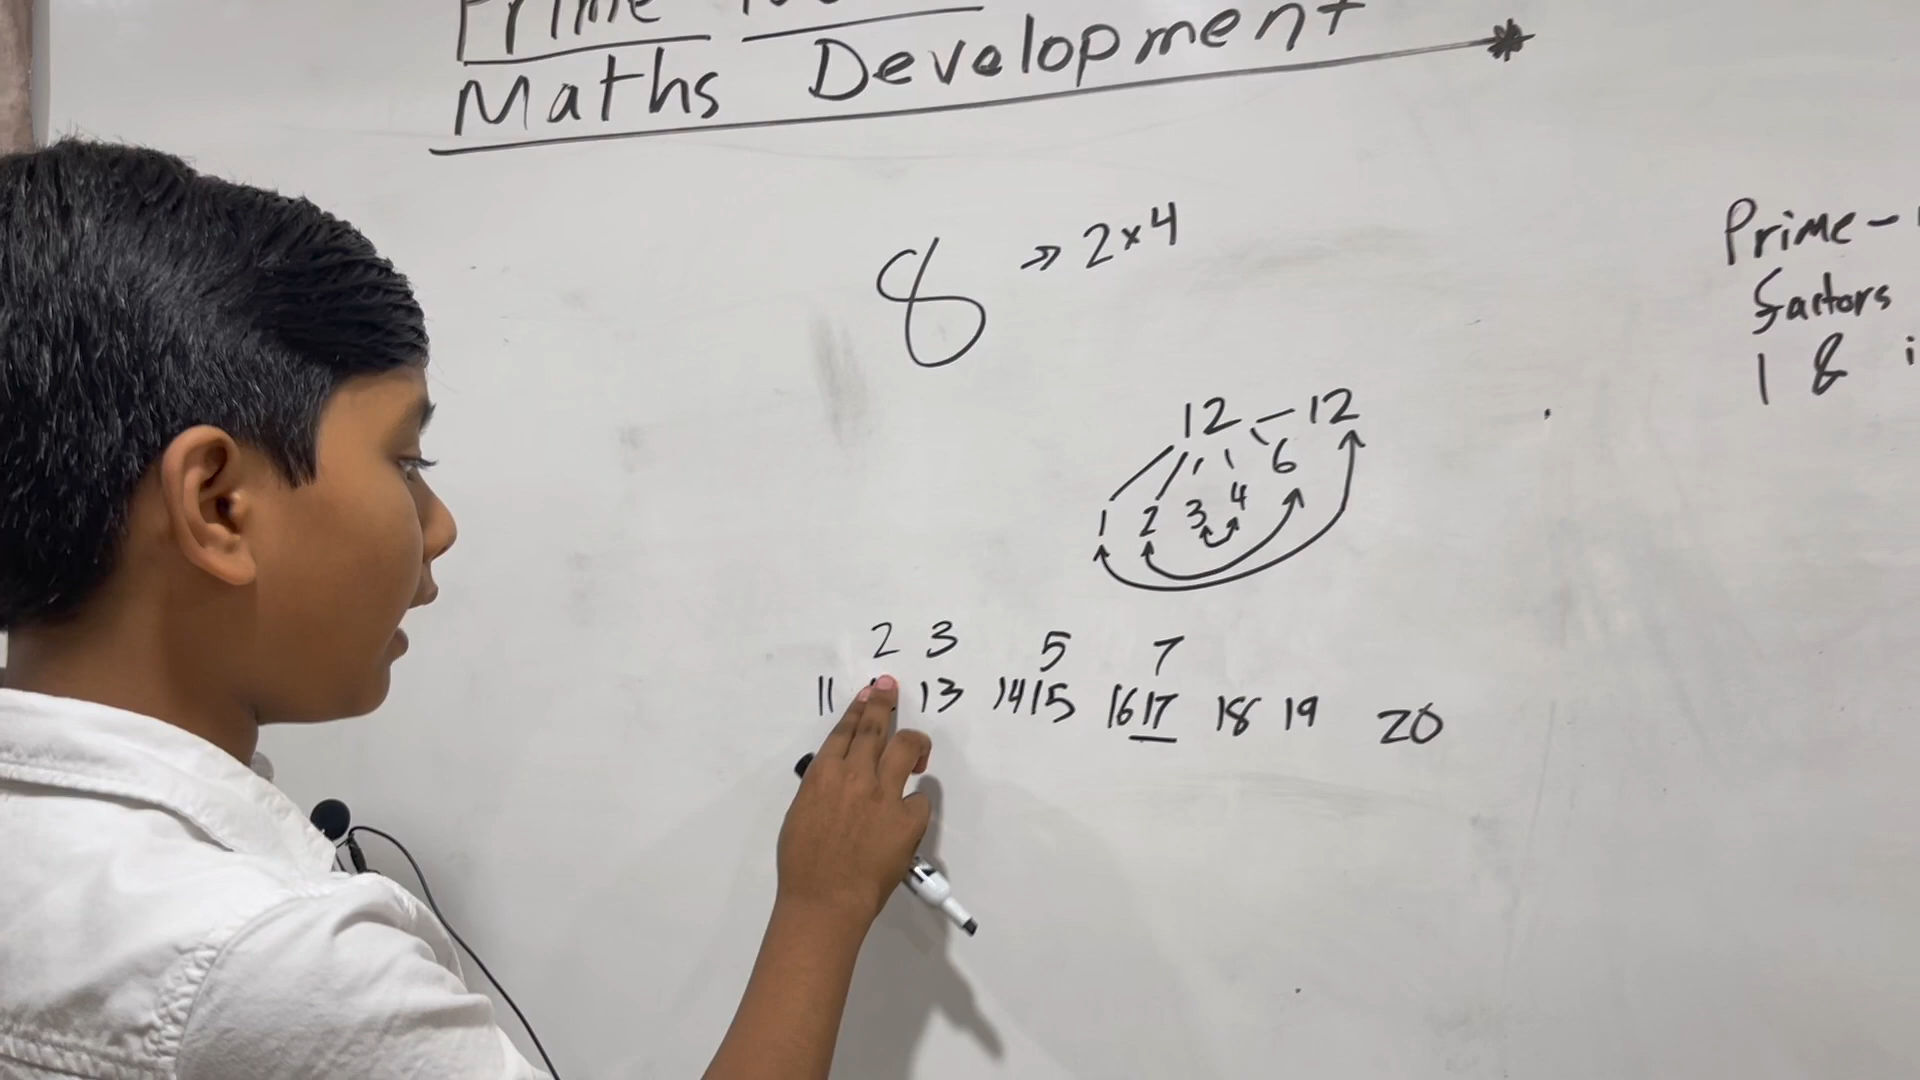 Prime
Maths Development
8 » 2 × 4
12 – 12
6
1 2 3 4
2 3 5 7
11 13 14 15 16 17 18 19 20
Prime –
factors
1 &